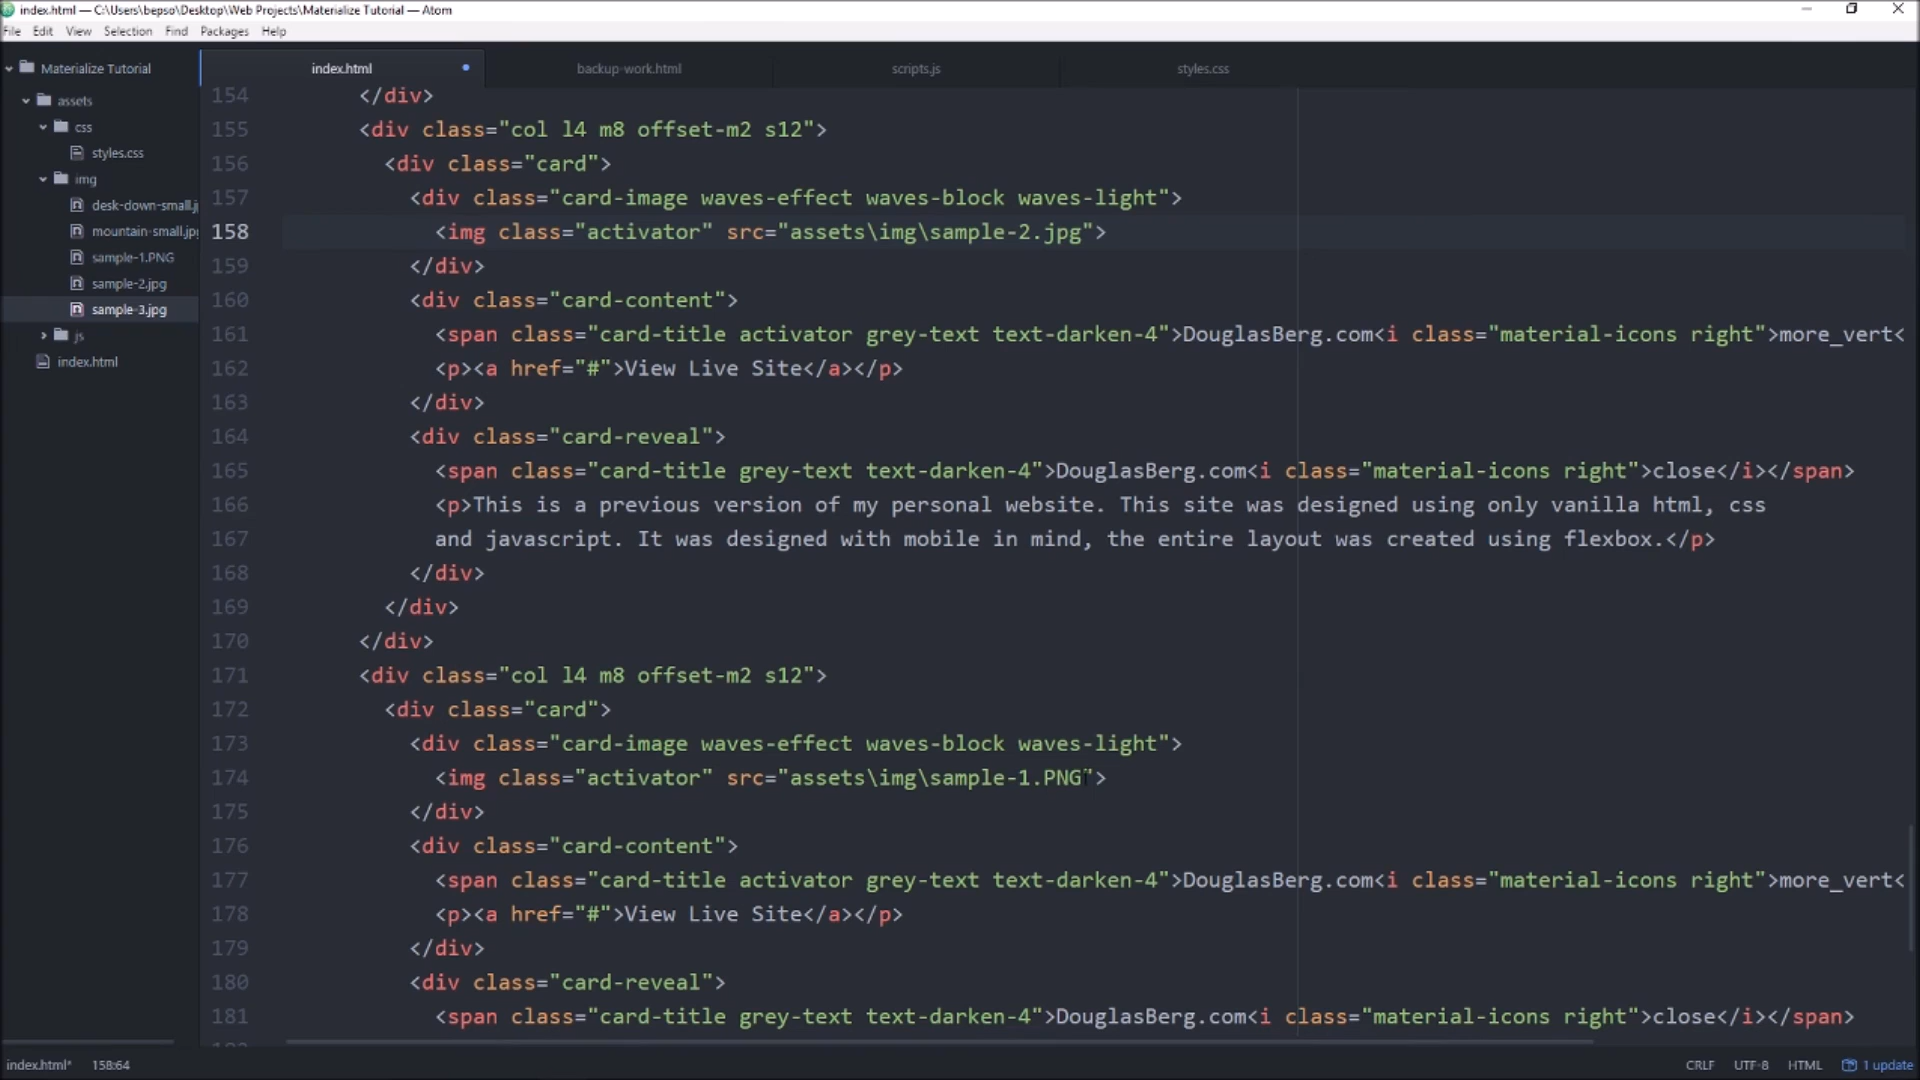 index.html — C:\Users\bepso\Desktop\Web Projects\Materialize Tutorial — Atom
File Edit View Selection Find Packages Help
Materialize Tutorial
assets
css
styles.css
img
desk-down-small.j
mountain-small.jpg
sample-1.PNG
sample-2.jpg
sample-3.jpg
js
index.html
index.html backup-work.html scripts.js styles.css
154 </div>
155 <div class="col l4 m8 offset-m2 s12">
156 <div class="card">
157 <div class="card-image waves-effect waves-block waves-light">
158 <img class="activator" src="assets\img\sample-2.jpg">
159 </div>
160 <div class="card-content">
161 <span class="card-title activator grey-text text-darken-4">DouglasBerg.com<i class="material-icons right">more_vert<
162 <p><a href="#">View Live Site</a></p>
163 </div>
164 <div class="card-reveal">
165 <span class="card-title grey-text text-darken-4">DouglasBerg.com<i class="material-icons right">close</i></span>
166 <p>This is a previous version of my personal website. This site was designed using only vanilla html, css
167 and javascript. It was designed with mobile in mind, the entire layout was created using flexbox.</p>
168 </div>
169 </div>
170 </div>
171 <div class="col l4 m8 offset-m2 s12">
172 <div class="card">
173 <div class="card-image waves-effect waves-block waves-light">
174 <img class="activator" src="assets\img\sample-1.PNG">
175 </div>
176 <div class="card-content">
177 <span class="card-title activator grey-text text-darken-4">DouglasBerg.com<i class="material-icons right">more_vert<
178 <p><a href="#">View Live Site</a></p>
179 </div>
180 <div class="card-reveal">
181 <span class="card-title grey-text text-darken-4">DouglasBerg.com<i class="material-icons right">close</i></span>
index.html* 158:64 CRLF UTF-8 HTML 1 update